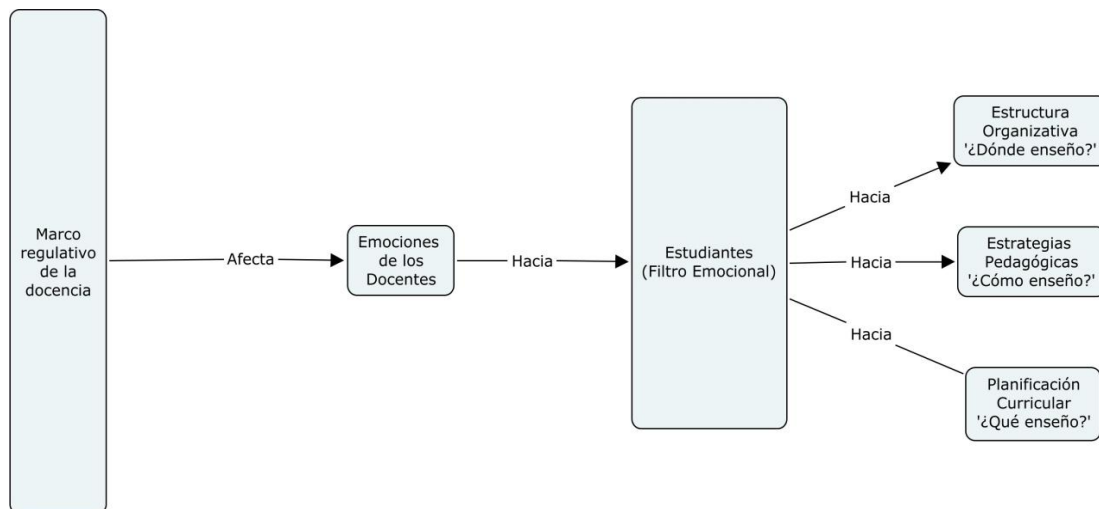 Marco
regulativo
de la
docencia
Afecta
Emociones
de los
Docentes
Hacia
Estudiantes
(Filtro Emocional)
Hacia
Estructura
Organizativa
'¿Dónde enseño?'
Hacia
Estrategias
Pedagógicas
'¿Cómo enseño?'
Hacia
Planificación
Curricular
'¿Qué enseño?'